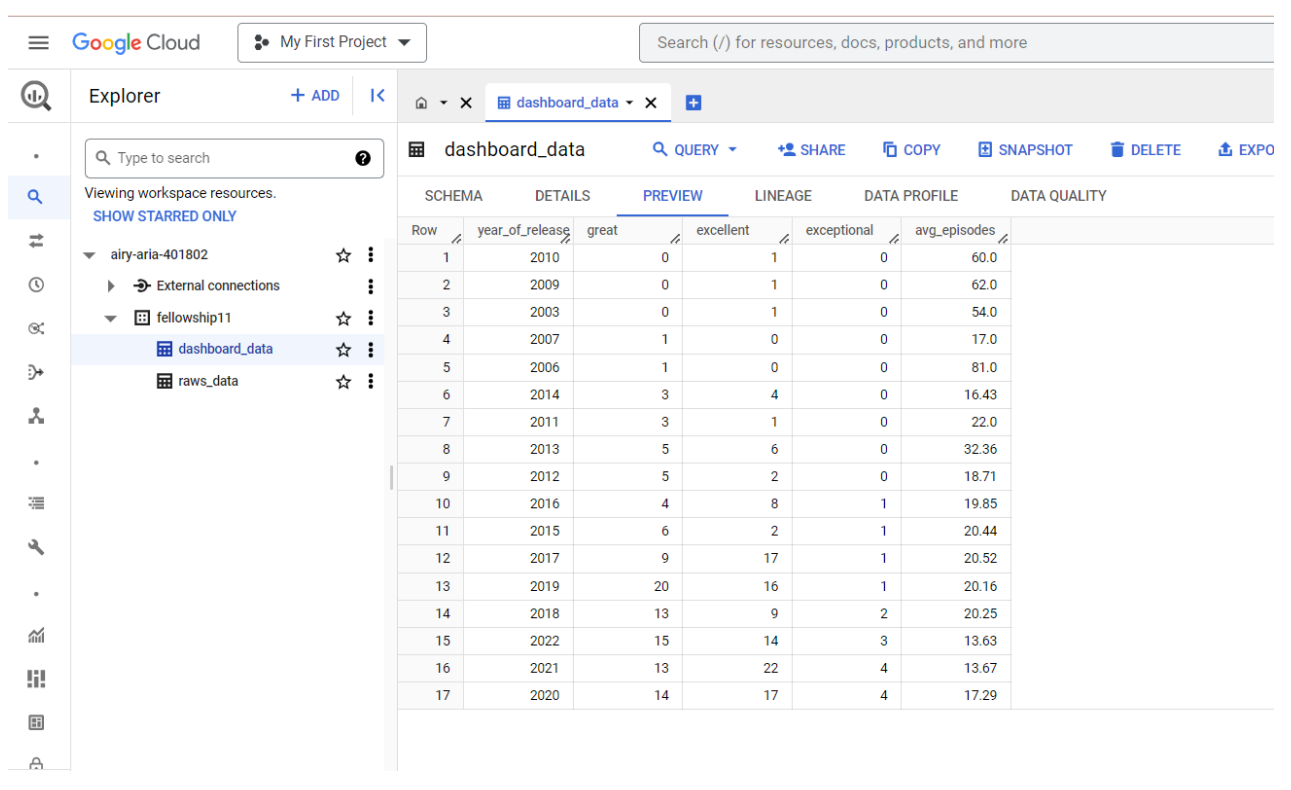 Google Cloud My First Project Search (/) for resources, docs, products, and more
Explorer + ADD
dashboard_data
Type to search
Viewing workspace resources.
SHOW STARRED ONLY
airy-aria-401802
External connections
fellowship11
dashboard_data
raws_data
dashboard_data QUERY SHARE COPY SNAPSHOT DELETE EXPO
SCHEMA DETAILS PREVIEW LINEAGE DATA PROFILE DATA QUALITY
Row year_of_release great excellent exceptional avg_episodes
1 2010 0 1 0 60.0
2 2009 0 1 0 62.0
3 2003 0 1 0 54.0
4 2007 1 0 0 17.0
5 2006 1 0 0 81.0
6 2014 3 4 0 16.43
7 2011 3 1 0 22.0
8 2013 5 6 0 32.36
9 2012 5 2 0 18.71
10 2016 4 8 1 19.85
11 2015 6 2 1 20.44
12 2017 9 17 1 20.52
13 2019 20 16 1 20.16
14 2018 13 9 2 20.25
15 2022 15 14 3 13.63
16 2021 13 22 4 13.67
17 2020 14 17 4 17.29